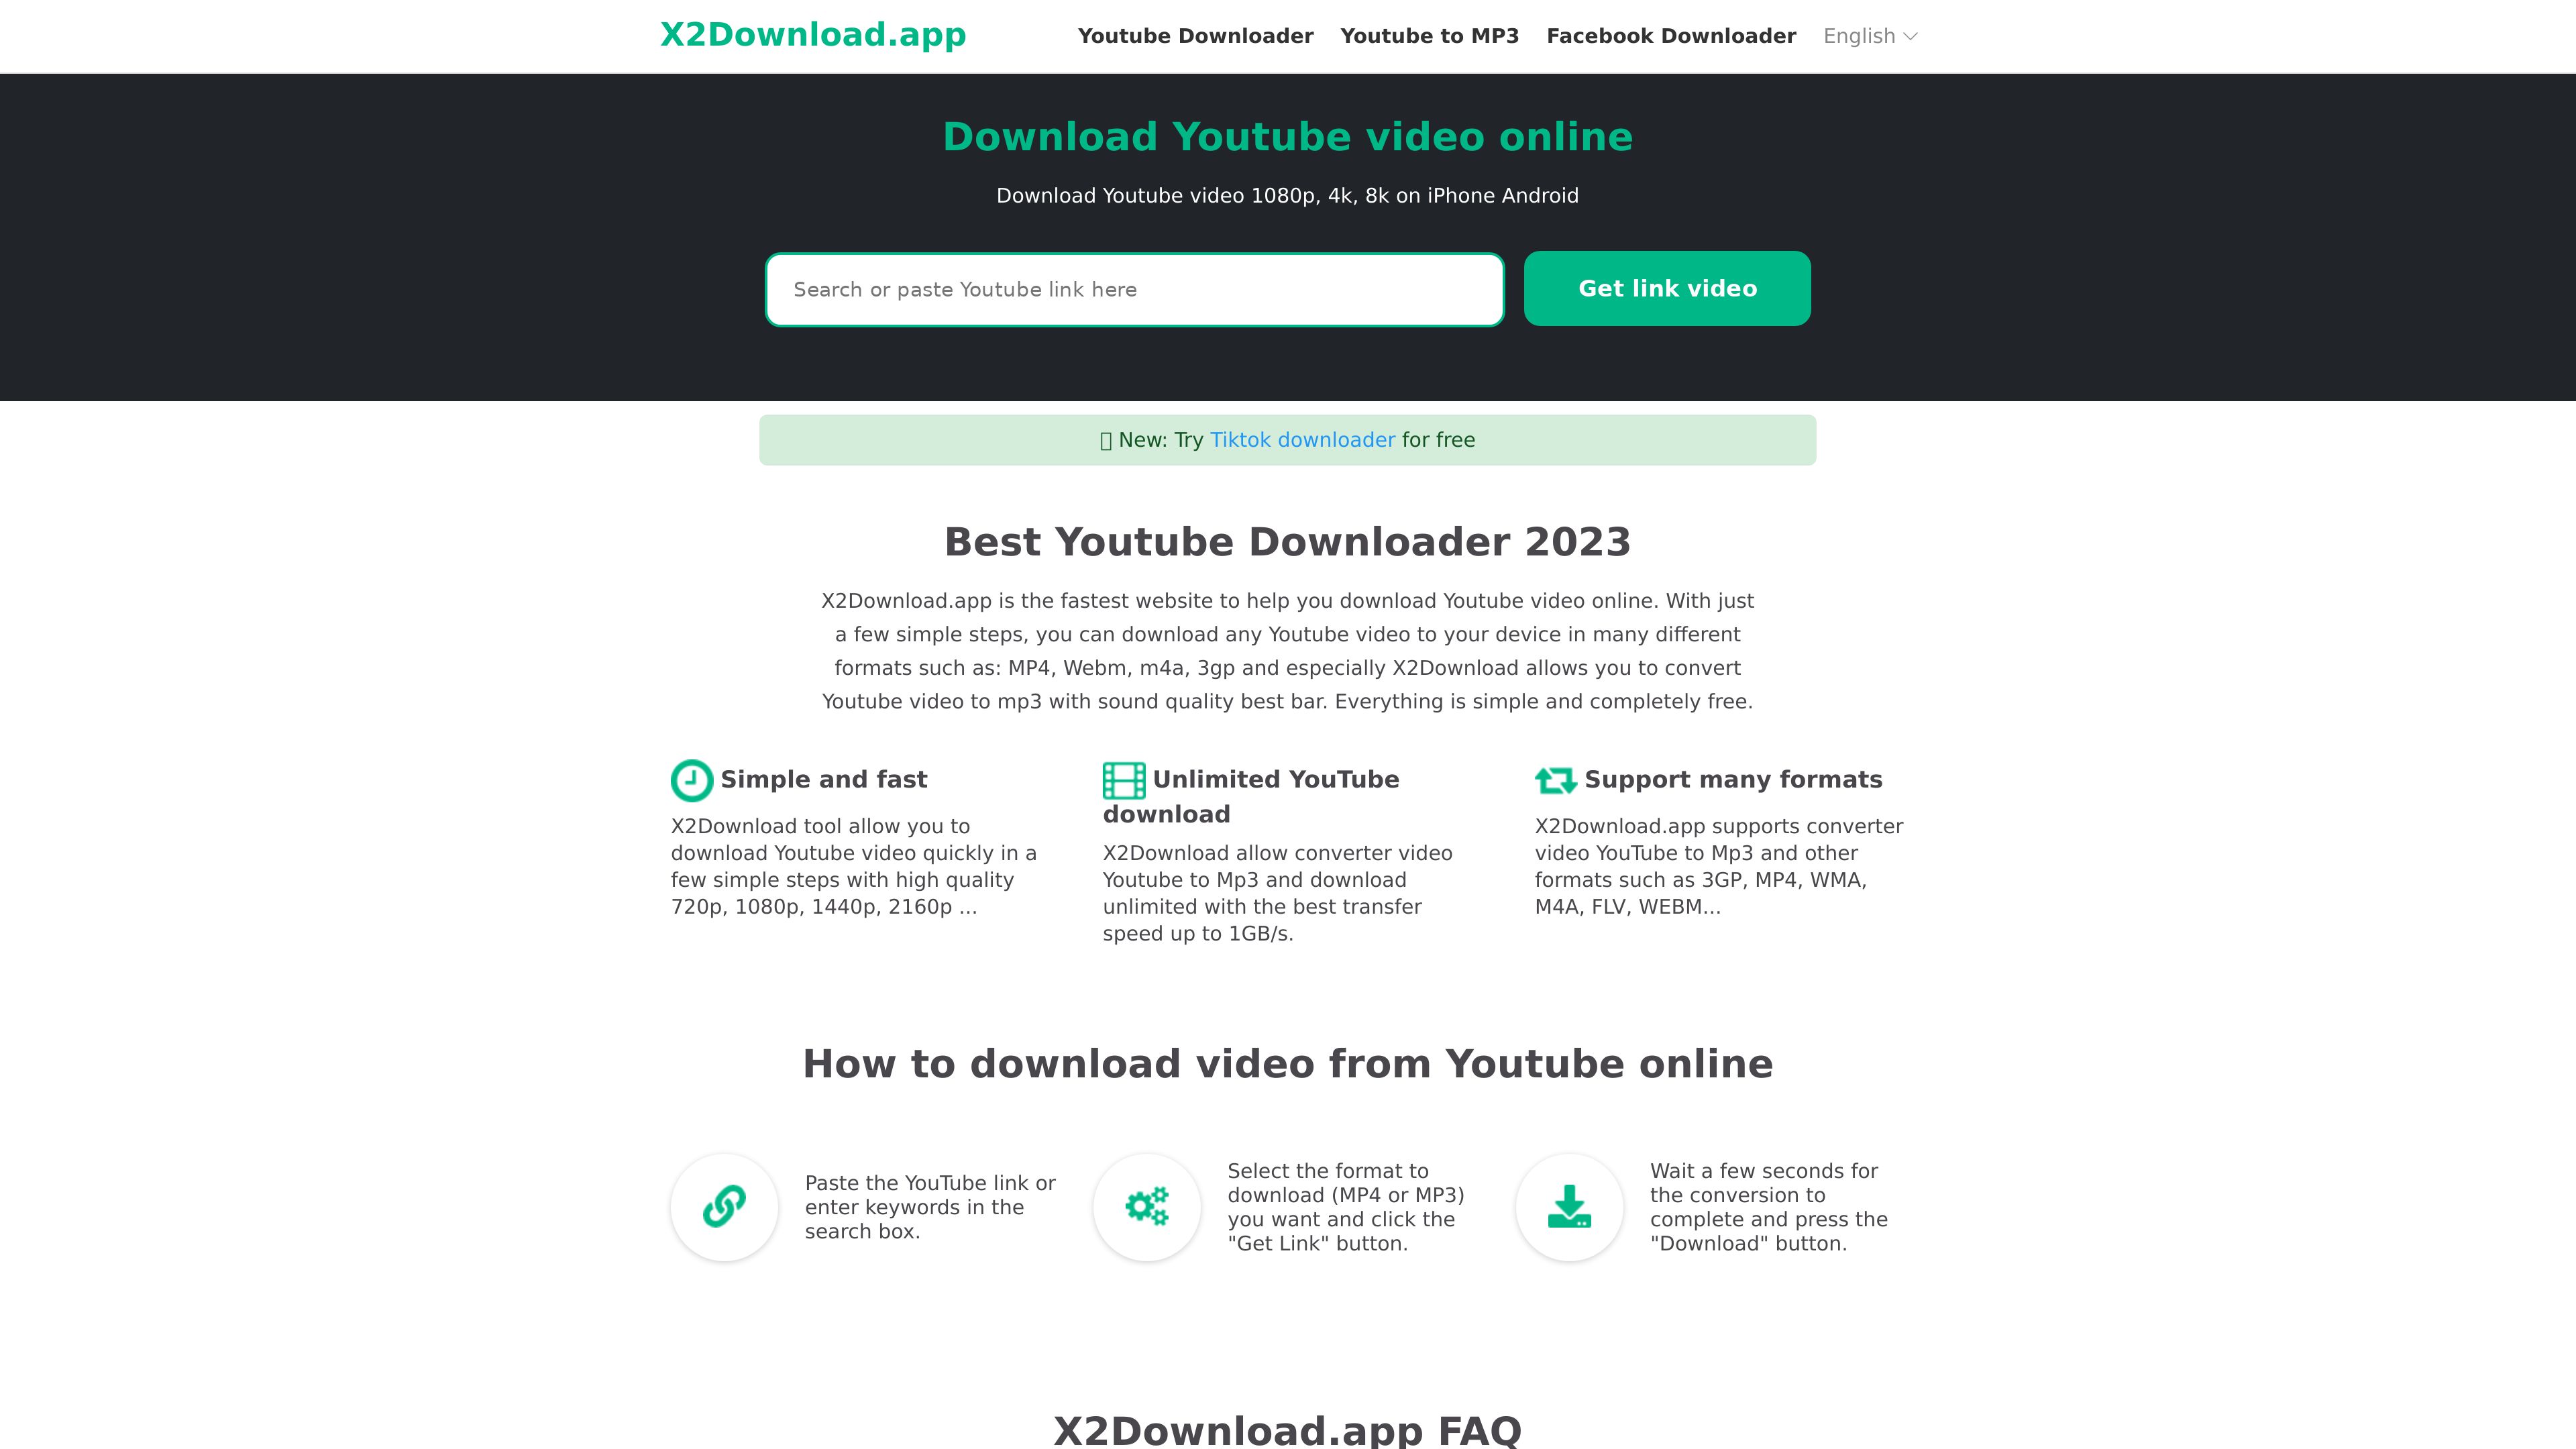 X2Download.app
Youtube Downloader
Youtube to MP3
Facebook Downloader
English
Download Youtube video online
Download Youtube video 1080p, 4k, 8k on iPhone Android
Search or paste Youtube link here
Get link video
New: Try Tiktok downloader for free
Best Youtube Downloader 2023
X2Download.app is the fastest website to help you download Youtube video online. With just
a few simple steps, you can download any Youtube video to your device in many different
formats such as: MP4, Webm, m4a, 3gp and especially X2Download allows you to convert
Youtube video to mp3 with sound quality best bar. Everything is simple and completely free.
Simple and fast
X2Download tool allow you to
download Youtube video quickly in a
few simple steps with high quality
720p, 1080p, 1440p, 2160p ...
Unlimited YouTube
download
X2Download allow converter video
Youtube to Mp3 and download
unlimited with the best transfer
speed up to 1GB/s.
Support many formats
X2Download.app supports converter
video YouTube to Mp3 and other
formats such as 3GP, MP4, WMA,
M4A, FLV, WEBM...
How to download video from Youtube online
Paste the YouTube link or
enter keywords in the
search box.
Select the format to
download (MP4 or MP3)
you want and click the
"Get Link" button.
Wait a few seconds for
the conversion to
complete and press the
"Download" button.
X2Download.app FAQ